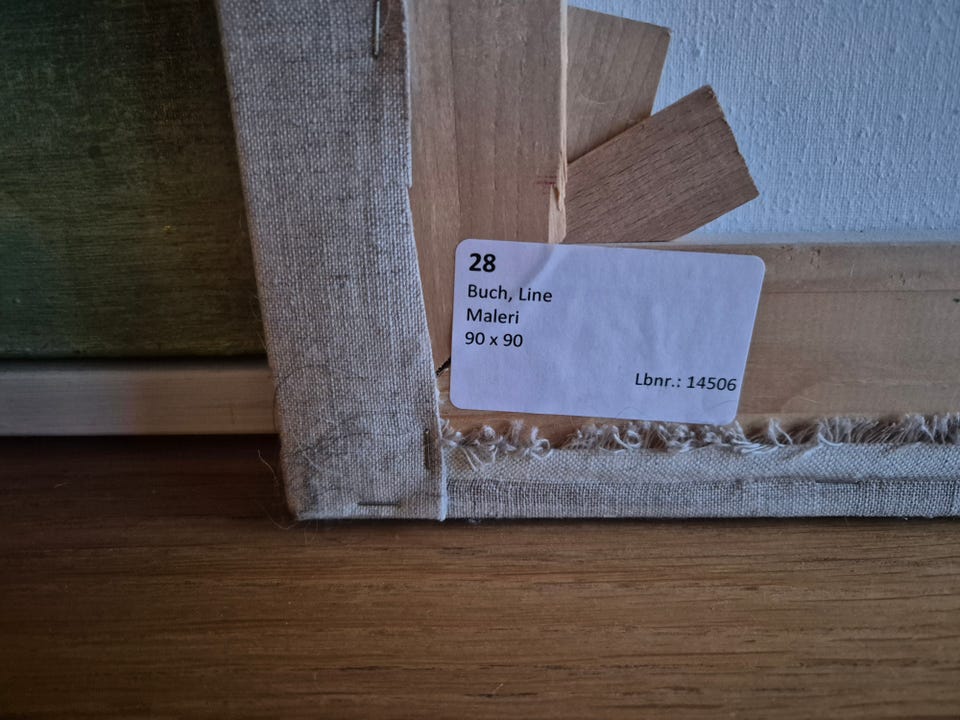 28
Buch, Line
Maleri
90 x 90
Lbnr.: 14506